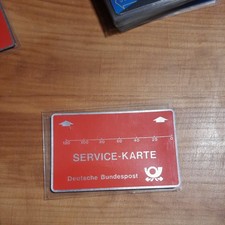 SERVICE-KARTE
Deutsche Bundespost